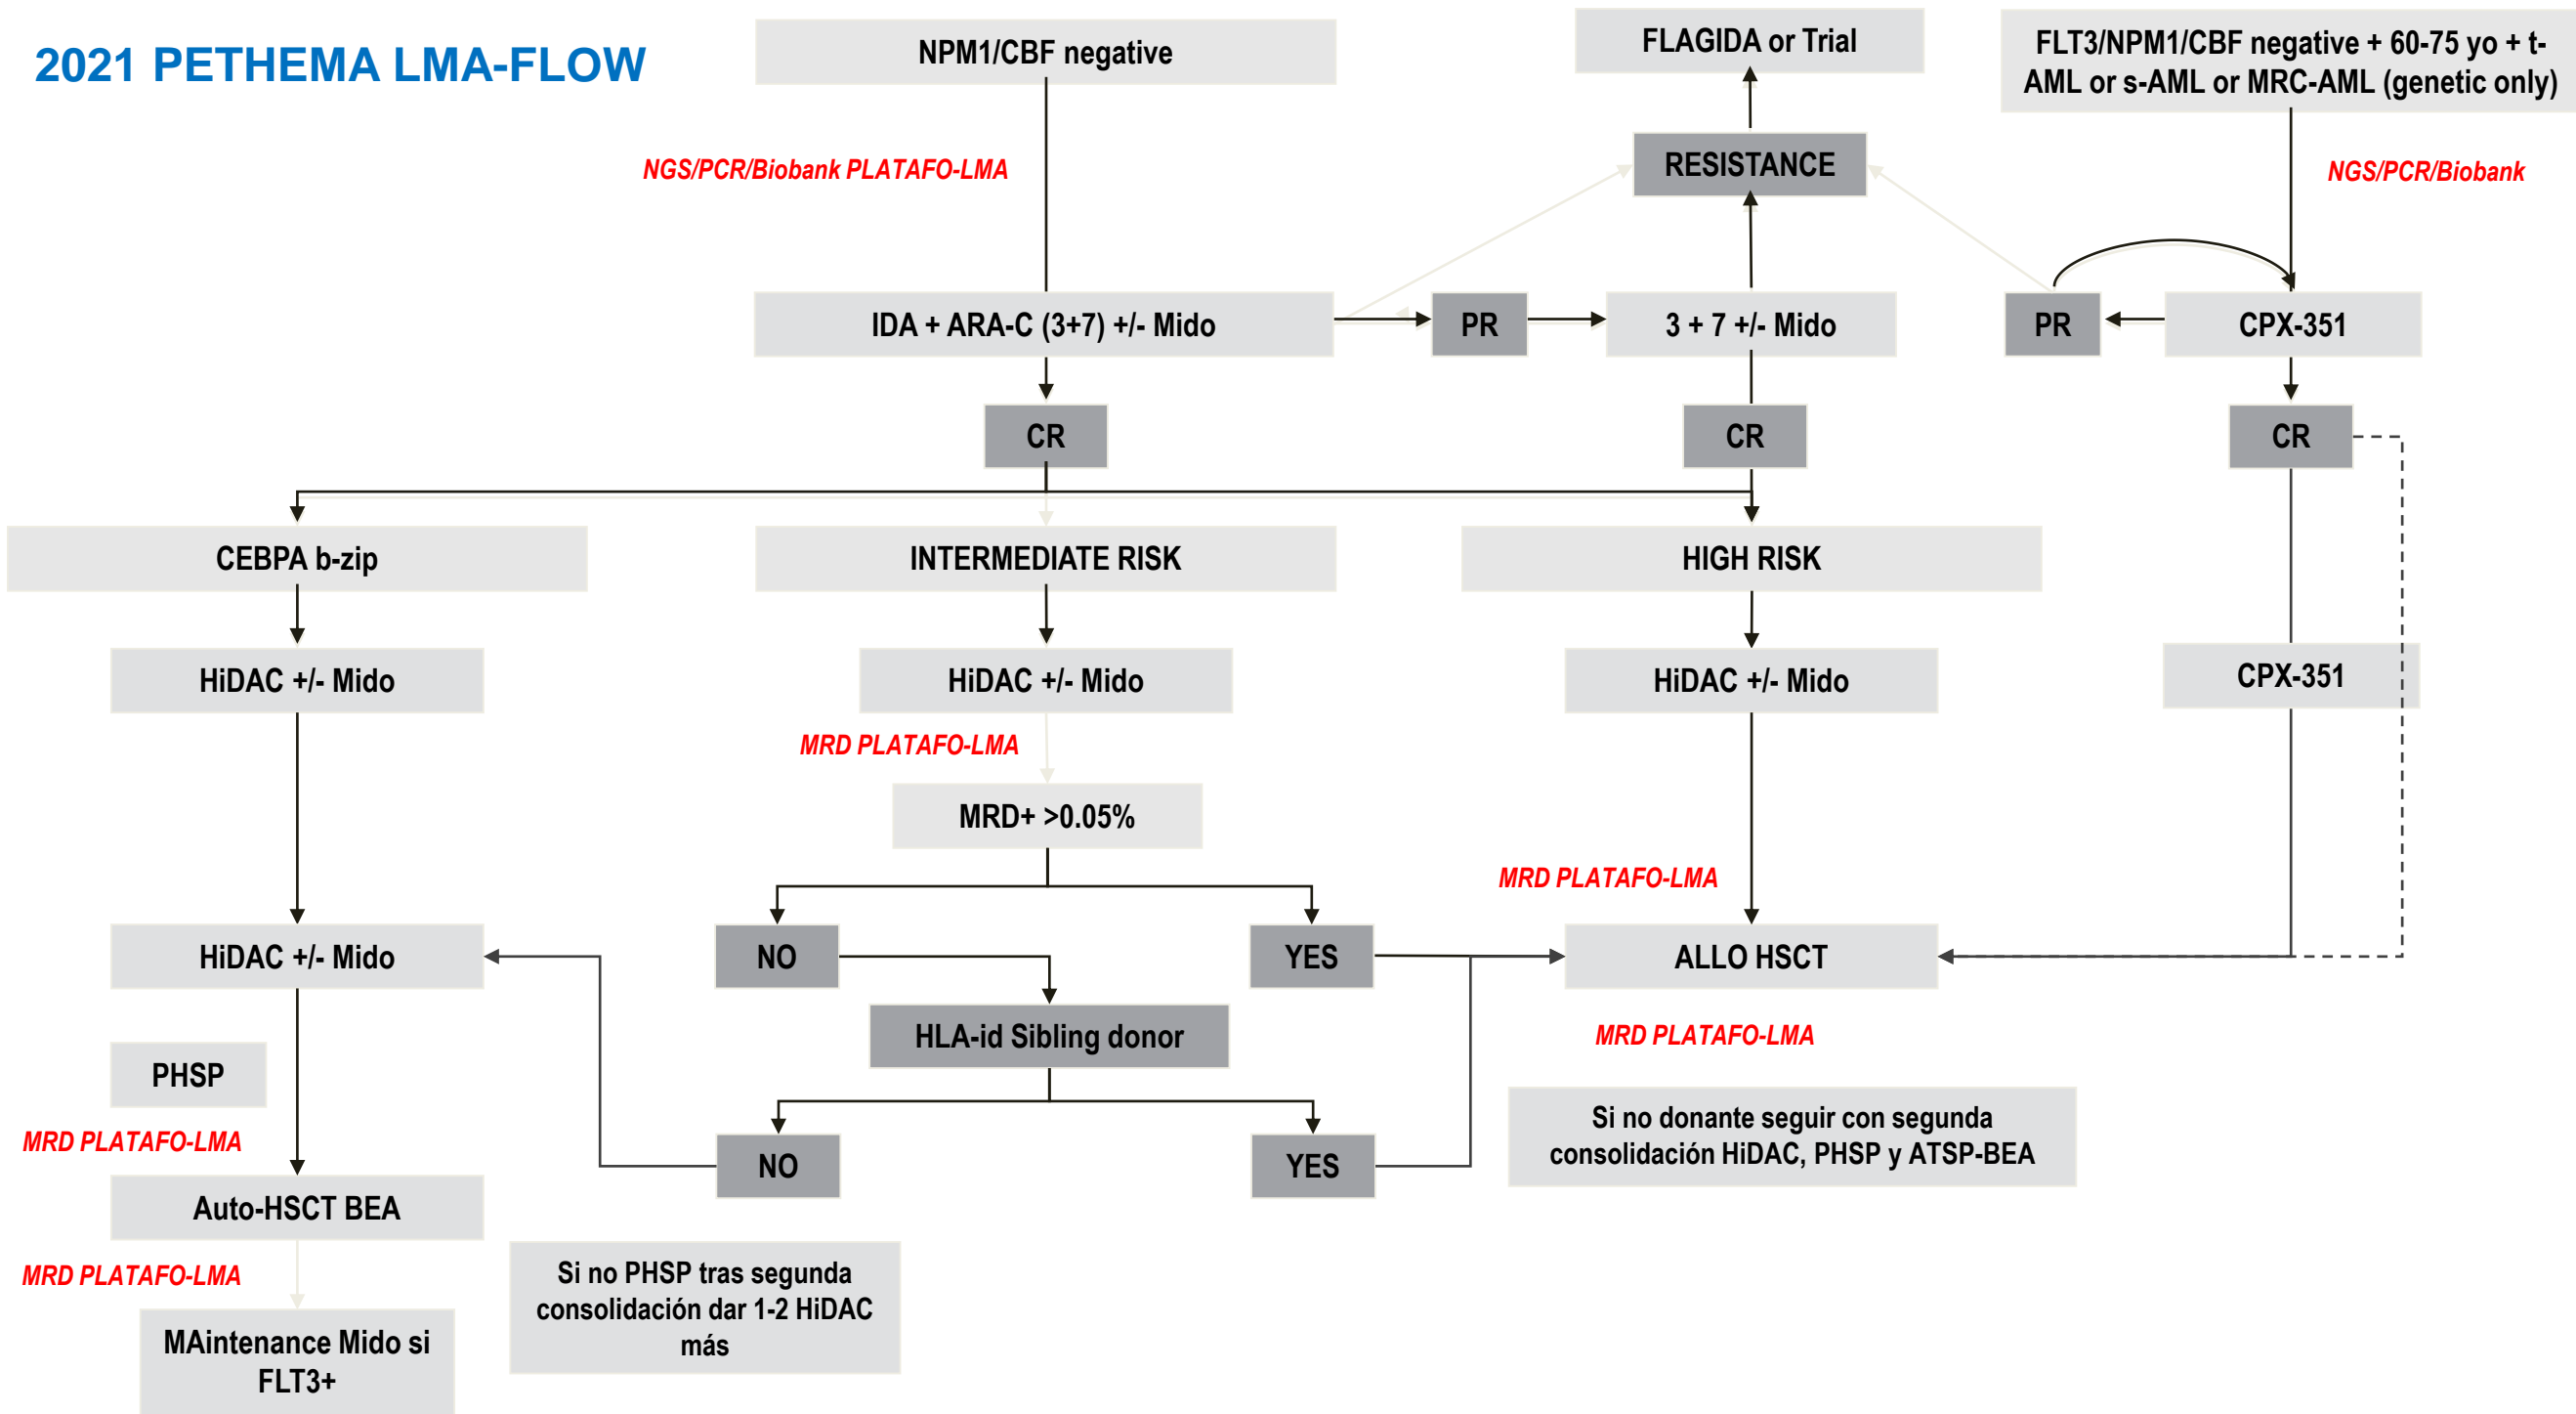 2021 PETHEMA LMA-FLOW
NPM1/CBF negative
FLAGIDA or Trial
FLT3/NPM1/CBF negative + 60-75 yo + t-
AML or s-AML or MRC-AML (genetic only)
NGS/PCR/Biobank PLATAFO-LMA
RESISTANCE
NGS/PCR/Biobank
IDA + ARA-C (3+7) +/- Mido
PR
3 + 7 +/- Mido
PR
CPX-351
CR
CR
CR
CEBPA b-zip
INTERMEDIATE RISK
HIGH RISK
HiDAC +/- Mido
HiDAC +/- Mido
HiDAC +/- Mido
CPX-351
MRD PLATAFO-LMA
MRD+ >0.05%
MRD PLATAFO-LMA
HiDAC +/- Mido
NO
YES
ALLO HSCT
HLA-id Sibling donor
MRD PLATAFO-LMA
PHSP
MRD PLATAFO-LMA
NO
YES
Si no donante seguir con segunda
consolidación HiDAC, PHSP y ATSP-BEA
Auto-HSCT BEA
MRD PLATAFO-LMA
Si no PHSP tras segunda
consolidación dar 1-2 HiDAC
más
MAintenance Mido si
FLT3+